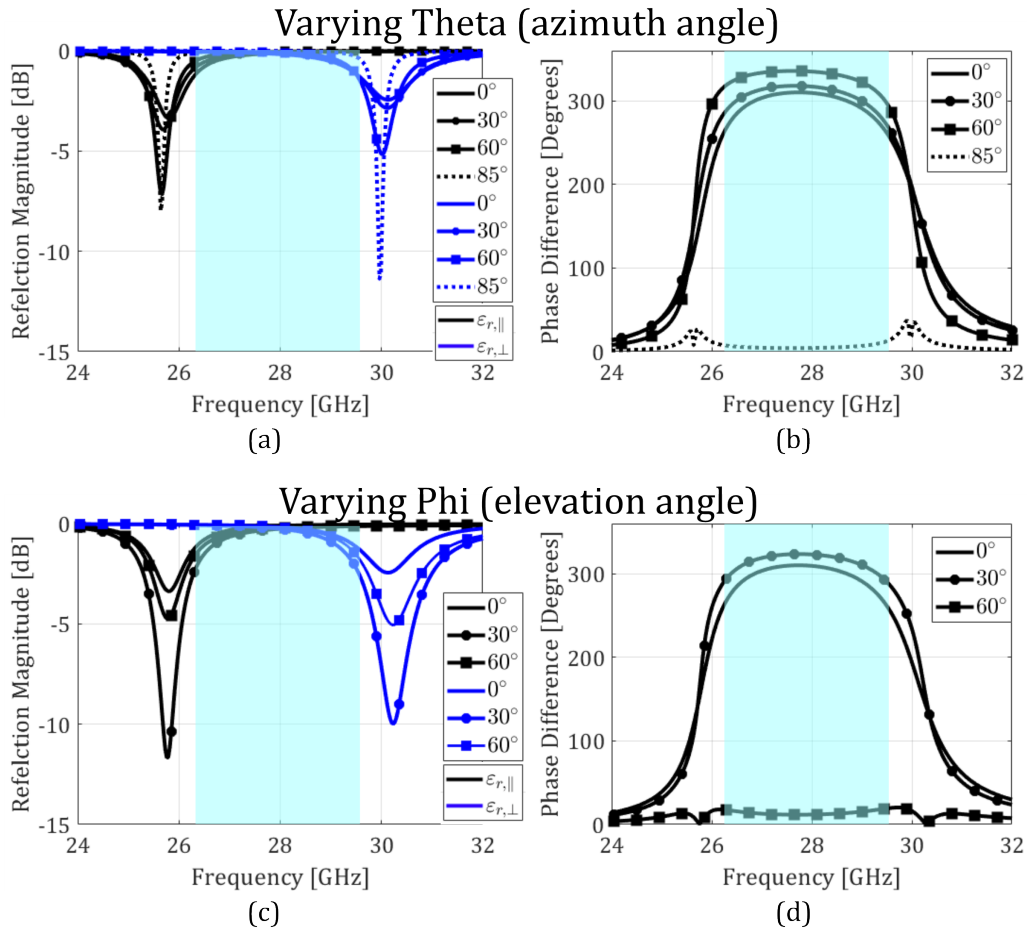 Varying Theta (azimuth angle)
0
-5
-10
-15
Refelction Magnitude [dB]
24 26 28 30 32
Frequency [GHz]
0°
30°
60°
85°
0°
30°
60°
85°
εr,∥
εr,⊥
(a)
300
200
100
0
Phase Difference [Degrees]
24 26 28 30 32
Frequency [GHz]
0°
30°
60°
85°
(b)
Varying Phi (elevation angle)
0
-5
-10
-15
Refelction Magnitude [dB]
24 26 28 30 32
Frequency [GHz]
0°
30°
60°
0°
30°
60°
εr,∥
εr,⊥
(c)
300
200
100
0
Phase Difference [Degrees]
24 26 28 30 32
Frequency [GHz]
0°
30°
60°
(d)